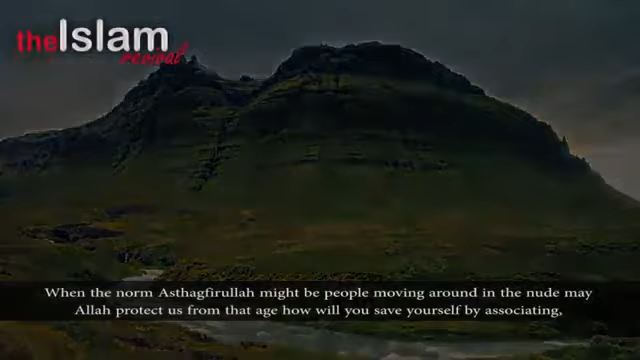 theIslam
revival
When the norm Asthagfirullah might be people moving around in the nude may
Allah protect us from that age how will you save yourself by associating,